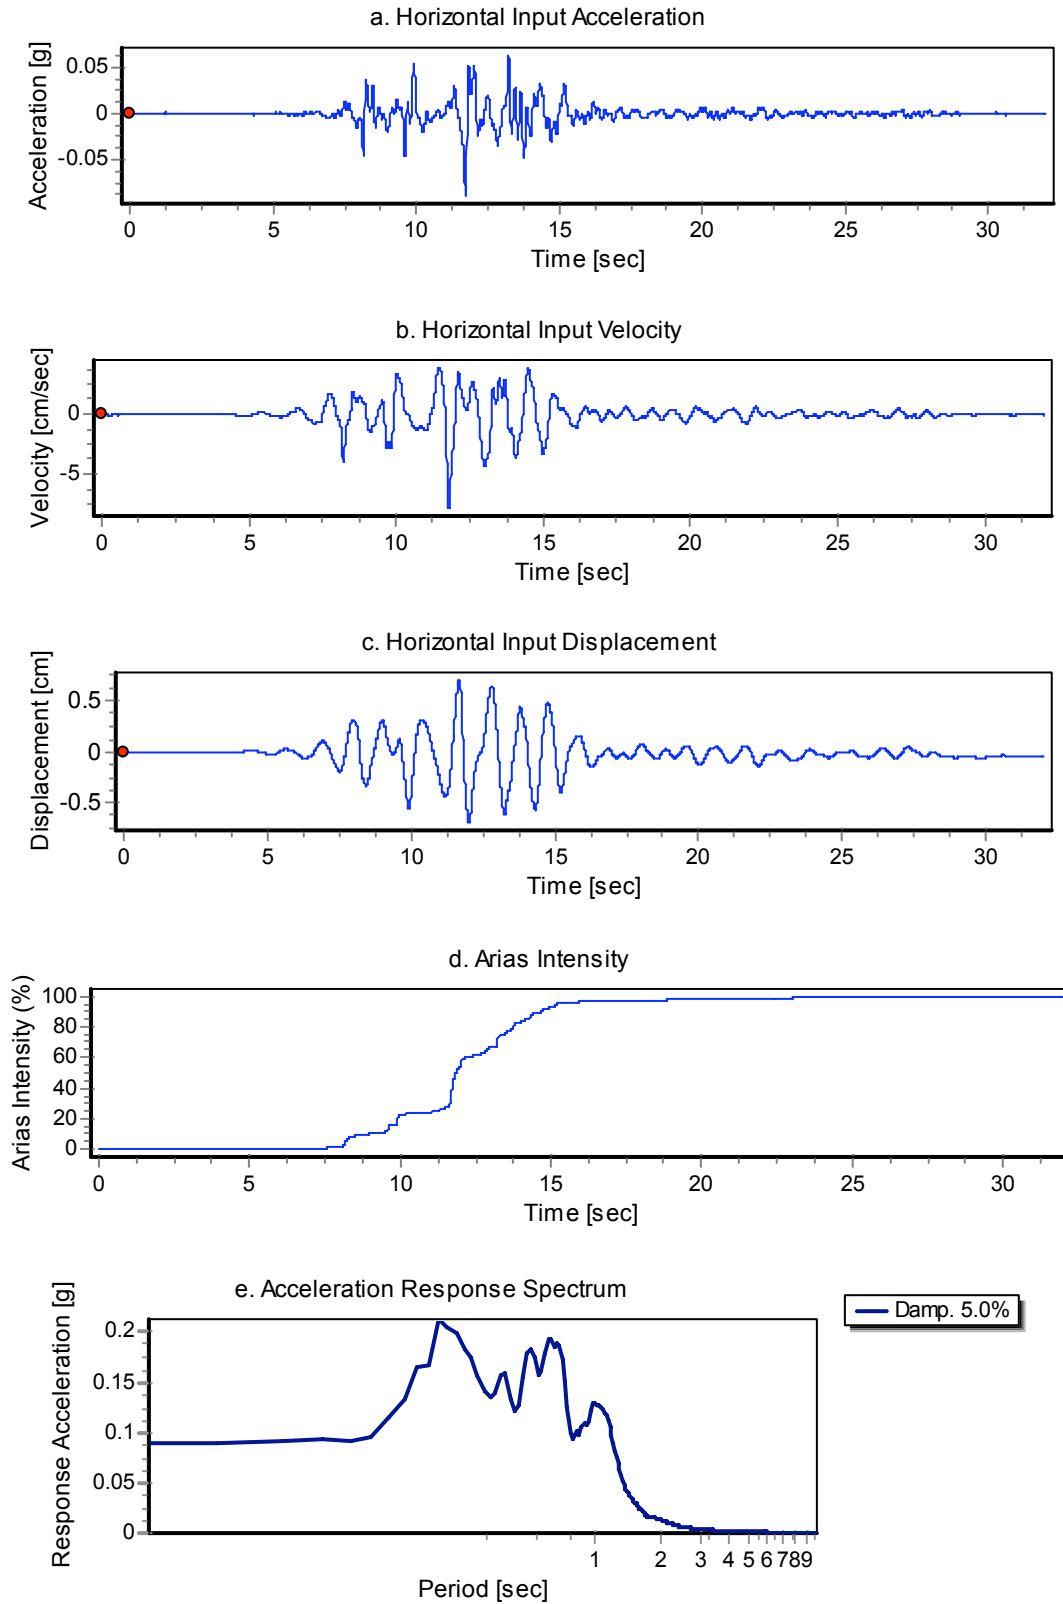 a. Horizontal Input Acceleration
Acceleration [g]
0.05
0
-0.05
0 5 10 15 20 25 30
Time [sec]
b. Horizontal Input Velocity
Velocity [cm/sec]
0
-5
0 5 10 15 20 25 30
Time [sec]
c. Horizontal Input Displacement
Displacement [cm]
0.5
0
-0.5
0 5 10 15 20 25 30
Time [sec]
d. Arias Intensity
Arias Intensity (%)
100
80
60
40
20
0
0 5 10 15 20 25 30
Time [sec]
e. Acceleration Response Spectrum
Damp. 5.0%
Response Acceleration [g]
0.2
0.15
0.1
0.05
0
1 2 3 4 5 6 7 8 9
Period [sec]